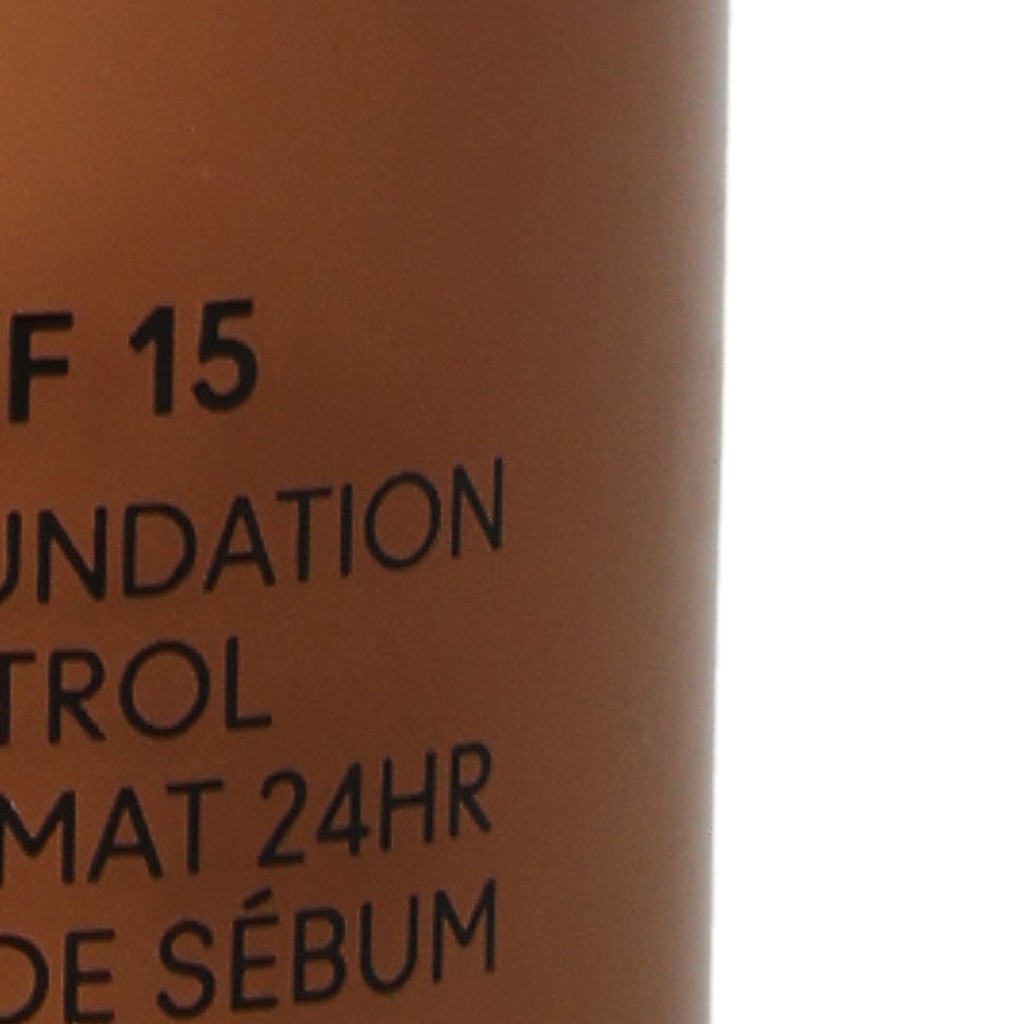 F 15
UNDATION
TROL
MAT 24HR
DE SÉBUM